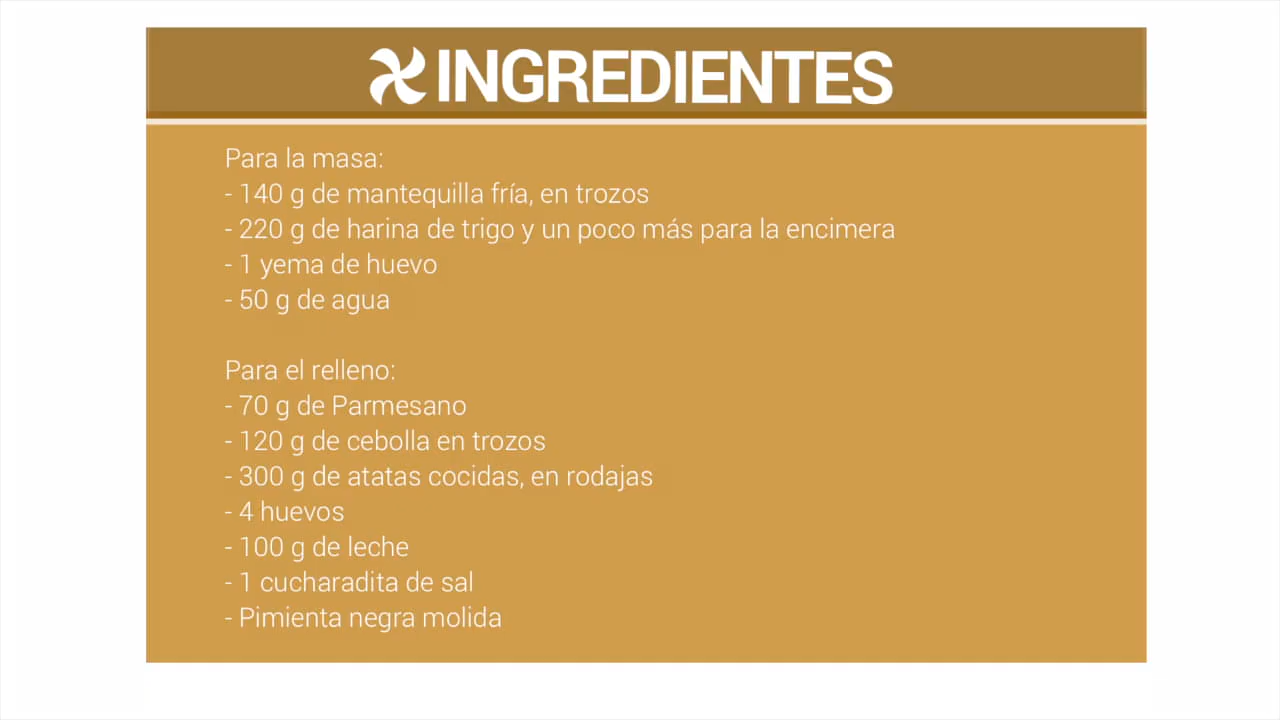 INGREDIENTES
Para la masa:
- 140 g de mantequilla fría, en trozos
- 220 g de harina de trigo y un poco más para la encimera
- 1 yema de huevo
- 50 g de agua
Para el relleno:
- 70 g de Parmesano
- 120 g de cebolla en trozos
- 300 g de atatas cocidas, en rodajas
- 4 huevos
- 100 g de leche
- 1 cucharadita de sal
- Pimienta negra molida